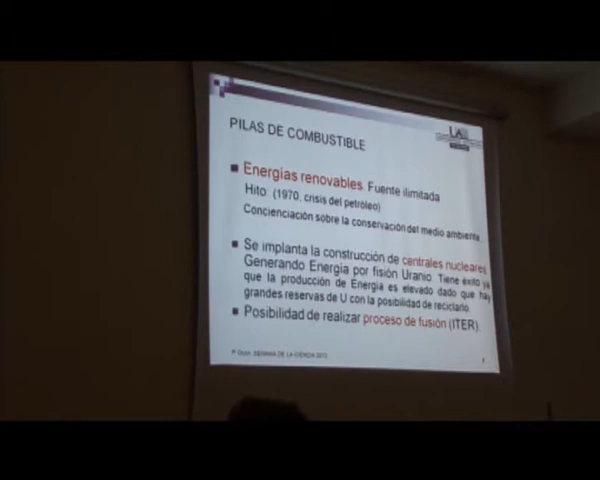 PILAS DE COMBUSTIBLE
Energías renovables. Fuente ilimitada
Hito: (1970, crisis del petróleo)
Concienciación sobre la conservación del medio ambiente
Se implanta la construcción de centrales nucleares
Generando Energía por fisión Uranio. Tiene éxito ya
que la producción de Energía es elevado dado que hay
grandes reservas de U con la posibilidad de reciclarlo.
Posibilidad de realizar proceso de fusión (ITER)
SEMANA DE LA CIENCIA 2012